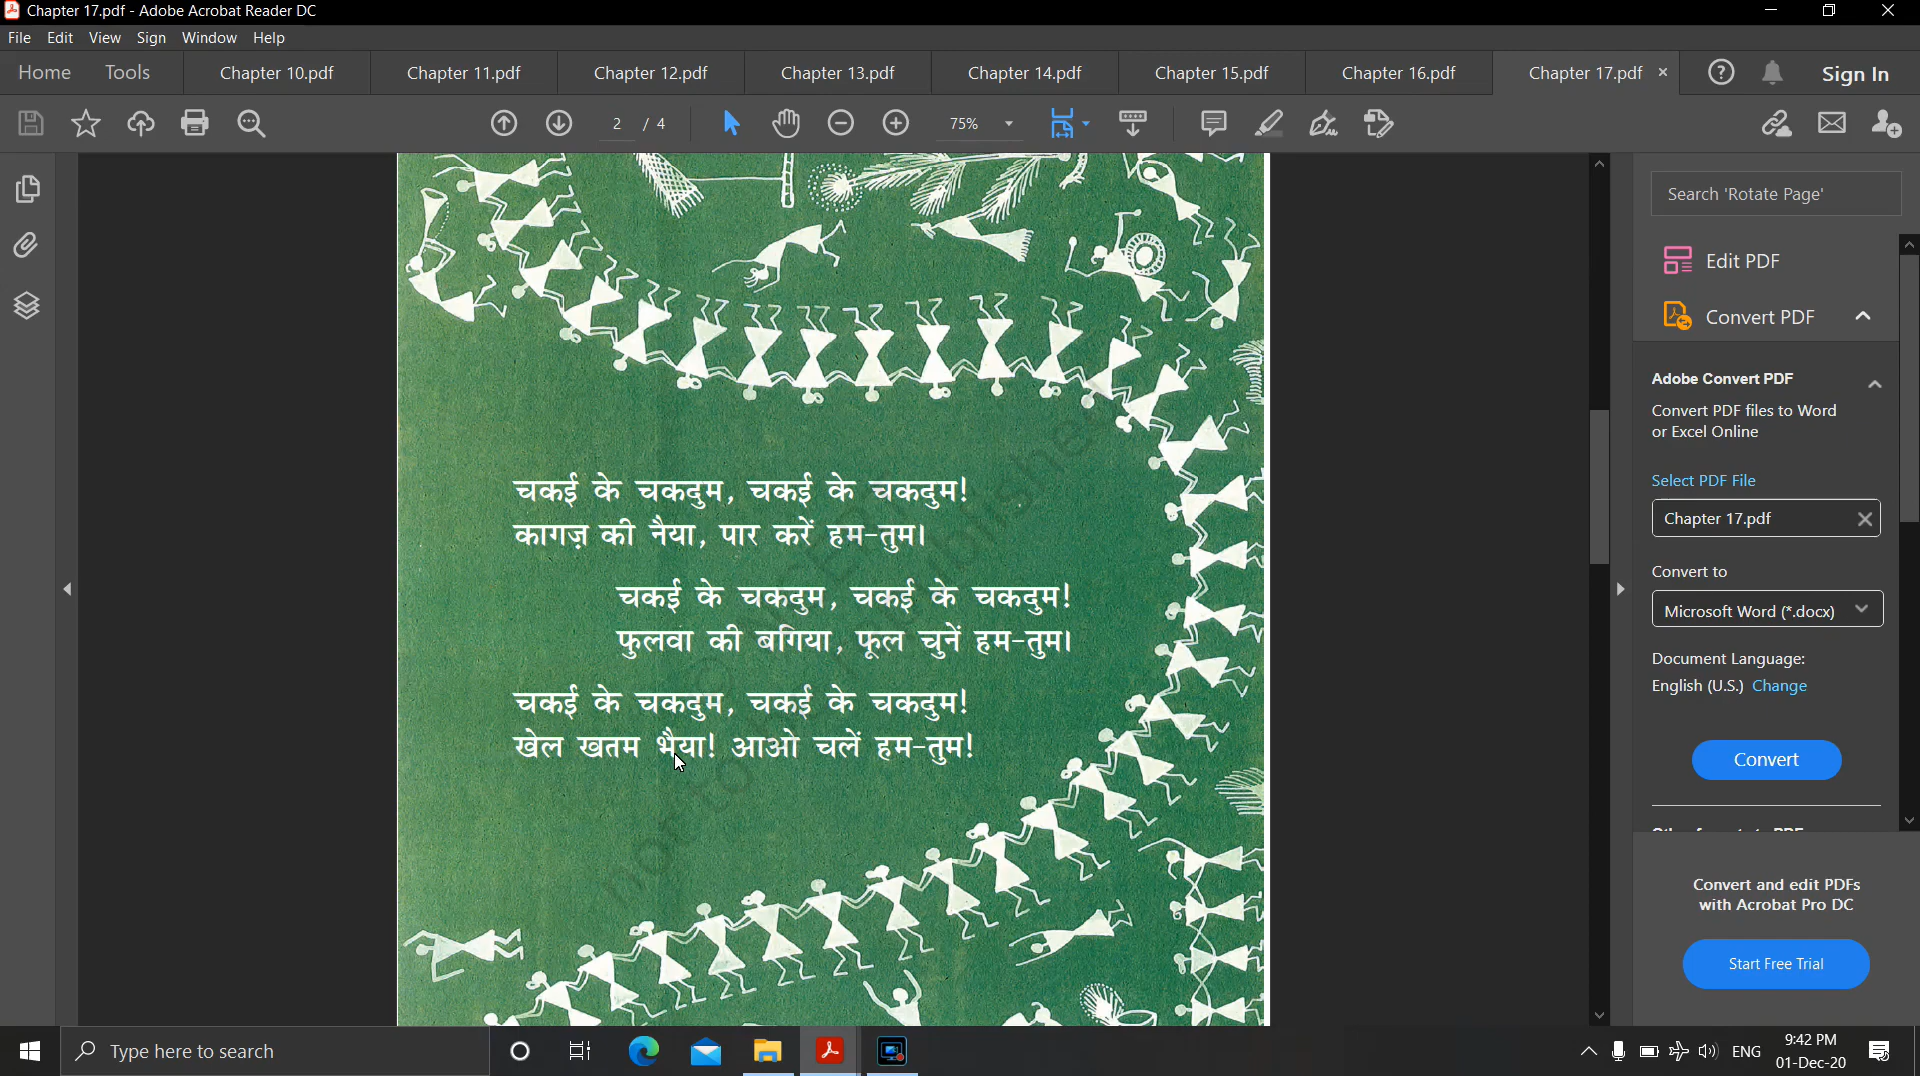 Chapter 17.pdf - Adobe Acrobat Reader DC
File Edit View Sign Window Help
Home Tools Chapter 10.pdf Chapter 11.pdf Chapter 12.pdf Chapter 13.pdf Chapter 14.pdf Chapter 15.pdf Chapter 16.pdf Chapter 17.pdf Sign In
2 / 4 75%
Search 'Rotate Page'
Edit PDF
Convert PDF
Adobe Convert PDF
Convert PDF files to Word
or Excel Online
Select PDF File
Chapter 17.pdf
Convert to
Microsoft Word (*.docx)
Document Language:
English (U.S.) Change
Convert
Convert and edit PDFs
with Acrobat Pro DC
Start Free Trial
चकई के चकदुम, चकई के चकदुम!
कागज़ की नैया, पार करें हम-तुम।
चकई के चकदुम, चकई के चकदुम!
फुलवा की बगिया, फूल चुनें हम-तुम।
चकई के चकदुम, चकई के चकदुम!
खेल खतम भैया! आओ चलें हम-तुम!
not to
Type here to search
ENG
9:42 PM
01-Dec-20